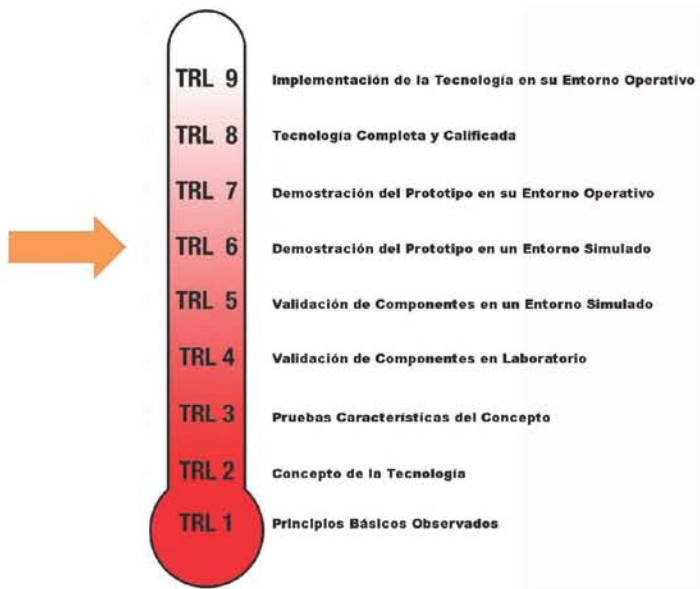 TRL 9 Implementación de la Tecnología en su Entorno Operativo
TRL 8 Tecnología Completa y Calificada
TRL 7 Demostración del Prototipo en su Entorno Operativo
TRL 6 Demostración del Prototipo en un Entorno Simulado
TRL 5 Validación de Componentes en un Entorno Simulado
TRL 4 Validación de Componentes en Laboratorio
TRL 3 Pruebas Características del Concepto
TRL 2 Concepto de la Tecnología
TRL 1 Principios Básicos Observados